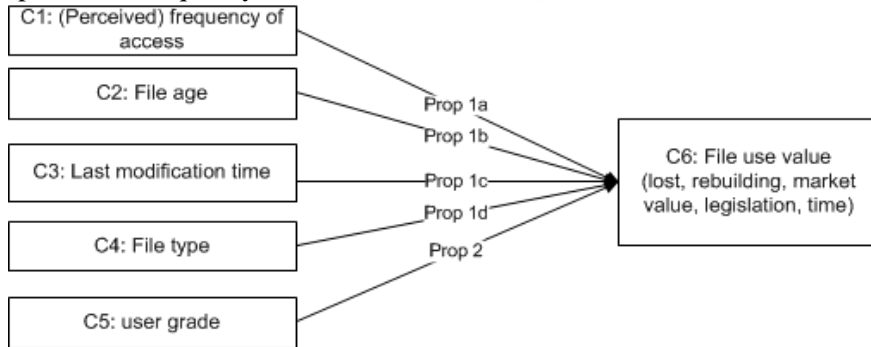 C1: (Perceived) frequency of
access
C2: File age
C3: Last modification time
C4: File type
C5: user grade
Prop 1a
Prop 1b
Prop 1c
Prop 1d
Prop 2
C6: File use value
(lost, rebuilding, market
value, legislation, time)